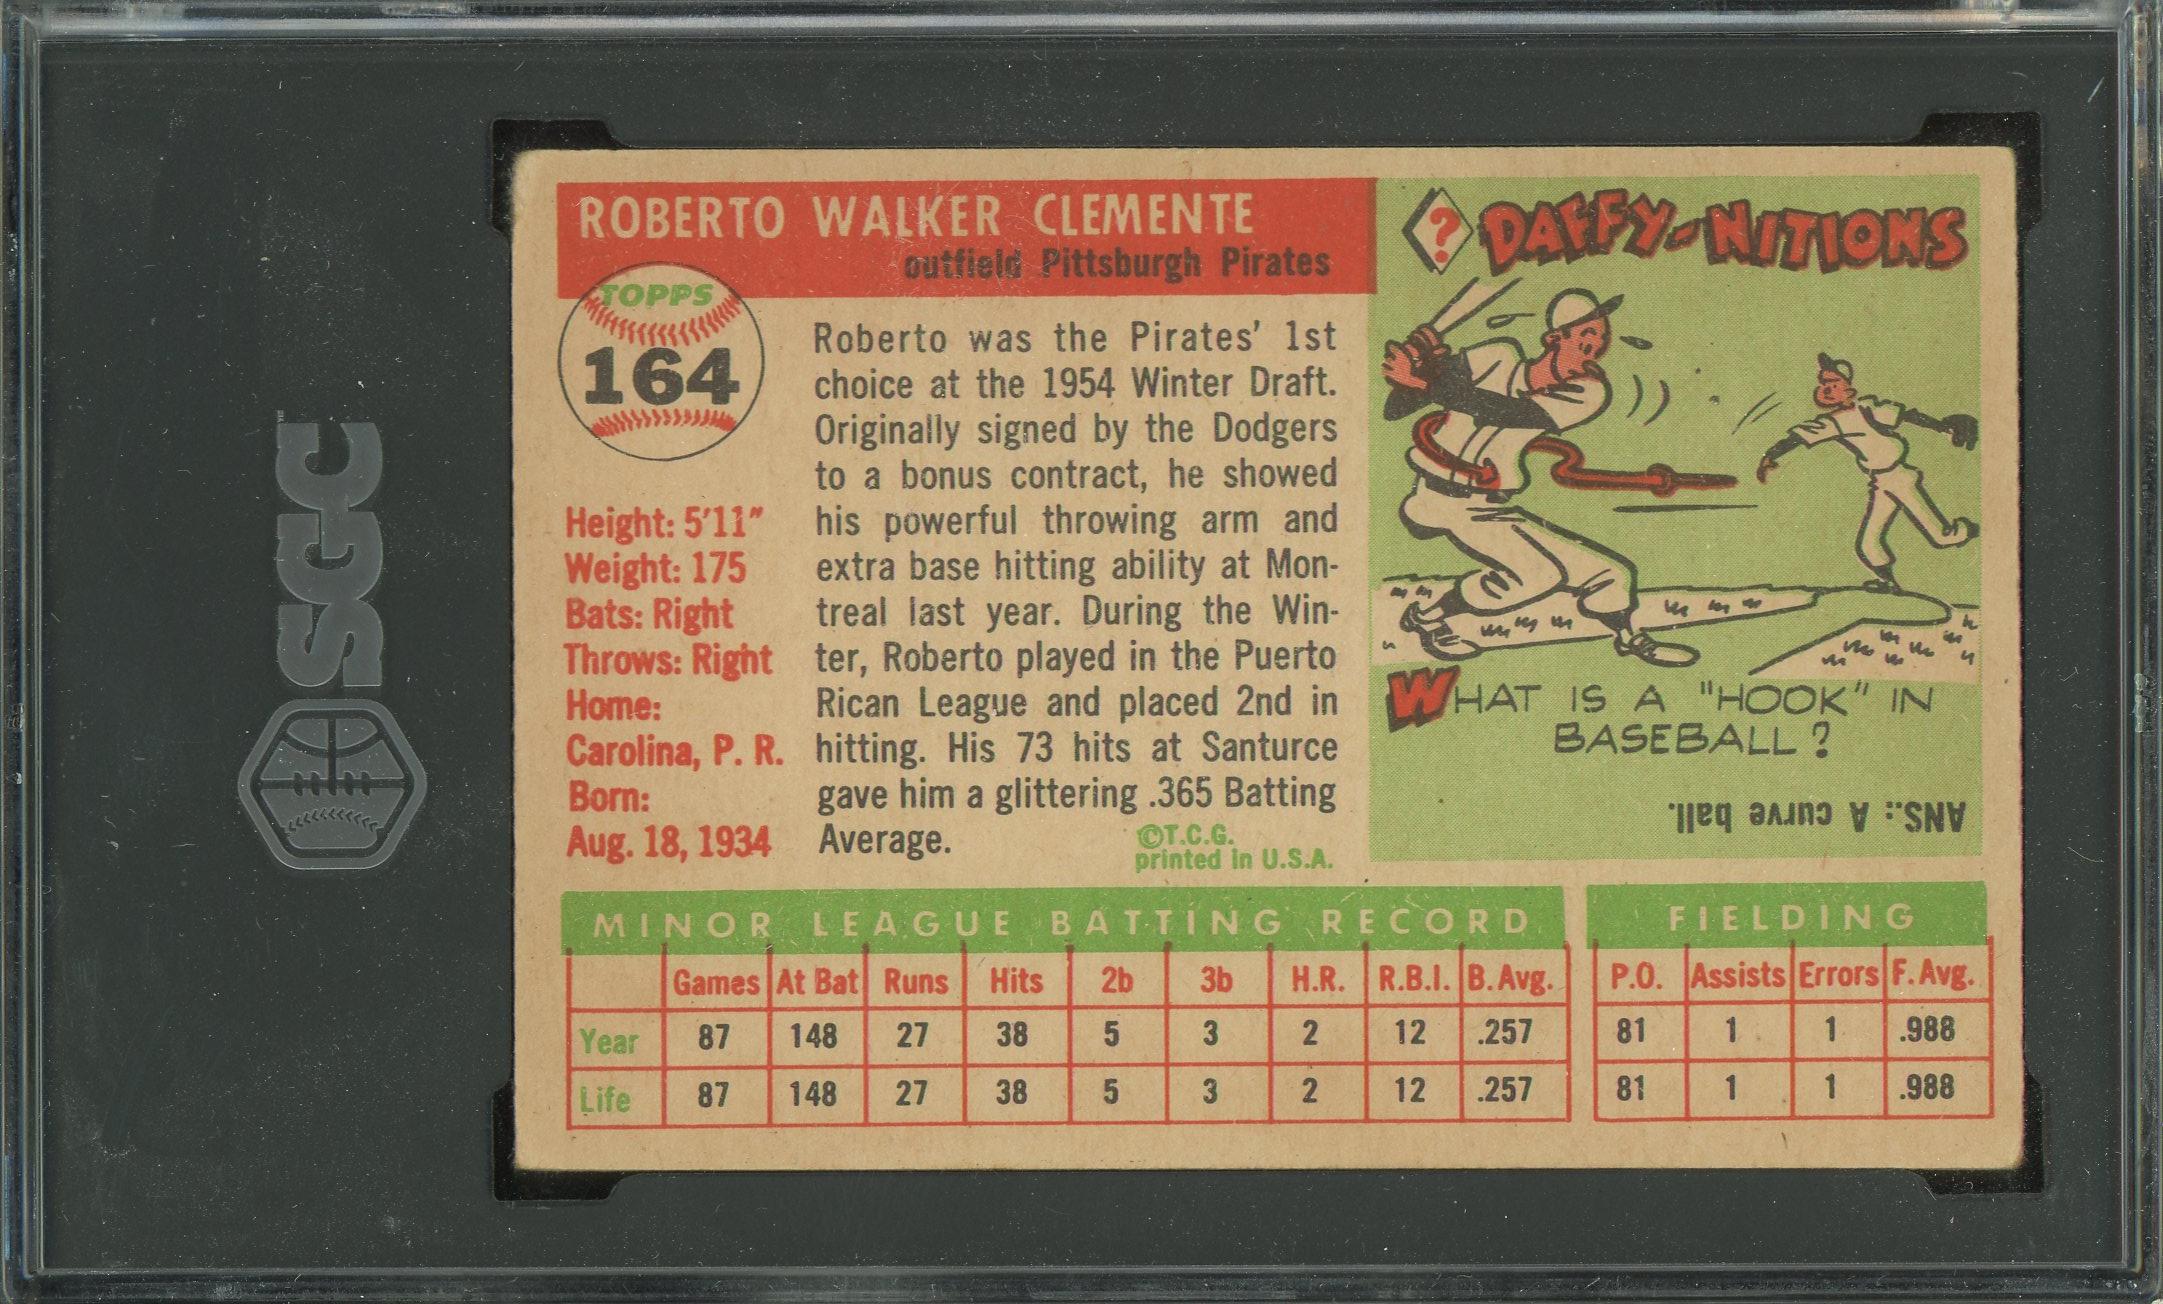 ROBERTO WALKER CLEMENTE
outfield Pittsburgh Pirates
TOPPS
164
Height: 5'11"
Weight: 175
Bats: Right
Throws: Right
Home:
Carolina, P. R.
Born:
Aug. 18, 1934
Roberto was the Pirates' 1st
choice at the 1954 Winter Draft.
Originally signed by the Dodgers
to a bonus contract, he showed
his powerful throwing arm and
extra base hitting ability at Mon-
treal last year. During the Win-
ter, Roberto played in the Puerto
Rican League and placed 2nd in
hitting. His 73 hits at Santurce
gave him a glittering .365 Batting
Average.
©T.C.G.
printed in U.S.A.
? DAFFY-NITIONS
WHAT IS A "HOOK" IN
BASEBALL?
ANS.: A curve ball.
MINOR LEAGUE BATTING RECORD
Games At Bat Runs Hits 2b 3b H.R. R.B.I. B. Avg.
Year 87 148 27 38 5 3 2 12 .257
Life 87 148 27 38 5 3 2 12 .257
FIELDING
P.O. Assists Errors F. Avg.
81 1 1 .988
81 1 1 .988
SGC